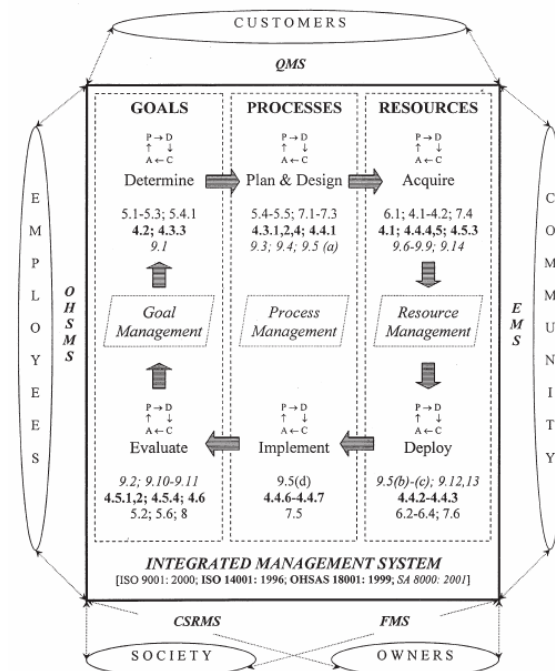 CUSTOMERS
QMS
GOALS PROCESSES RESOURCES
P → D P → D P → D
↑ ↓ ↑ ↓ ↑ ↓
A ← C A ← C A ← C
Determine Plan & Design Acquire
5.1-5.3; 5.4.1 5.4-5.5; 7.1-7.3 6.1; 4.1-4.2; 7.4
4.2; 4.3.3 4.3.1,2,4; 4.4.1 4.1; 4.4.4,5; 4.5.3
9.1 9.3; 9.4; 9.5 (a) 9.6-9.9; 9.14
EMPLOYEES
OHSMS
Goal Process Resource
Management Management Management
EMS
COMMUNITY
P → D P → D P → D
↑ ↓ ↑ ↓ ↑ ↓
A ← C A ← C A ← C
Evaluate Implement Deploy
9.2; 9.10-9.11 9.5(d) 9.5(b)-(c); 9.12,13
4.5.1,2; 4.5.4; 4.6 4.4.6-4.4.7 4.4.2-4.4.3
5.2; 5.6; 8 7.5 6.2-6.4; 7.6
INTEGRATED MANAGEMENT SYSTEM
[ISO 9001: 2000; ISO 14001: 1996; OHSAS 18001: 1999; SA 8000: 2001]
CSRMS FMS
SOCIETY OWNERS